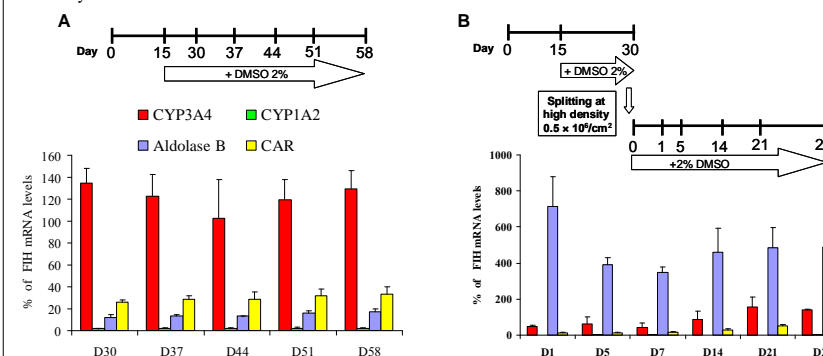 A
Day 0 15 30 37 44 51 58
+ DMSO 2%
CYP3A4 CYP1A2
Aldolase B CAR
% of FIH mRNA levels
160
140
120
100
80
60
40
20
0
D30 D37 D44 D51 D58
B
Day 0 15 30
+ DMSO 2%
Splitting at
high density
0.5 × 10⁶/cm²
0 1 5 14 21 2
+2% DMSO
% of FIH mRNA levels
1000
800
600
400
200
0
D1 D5 D7 D14 D21